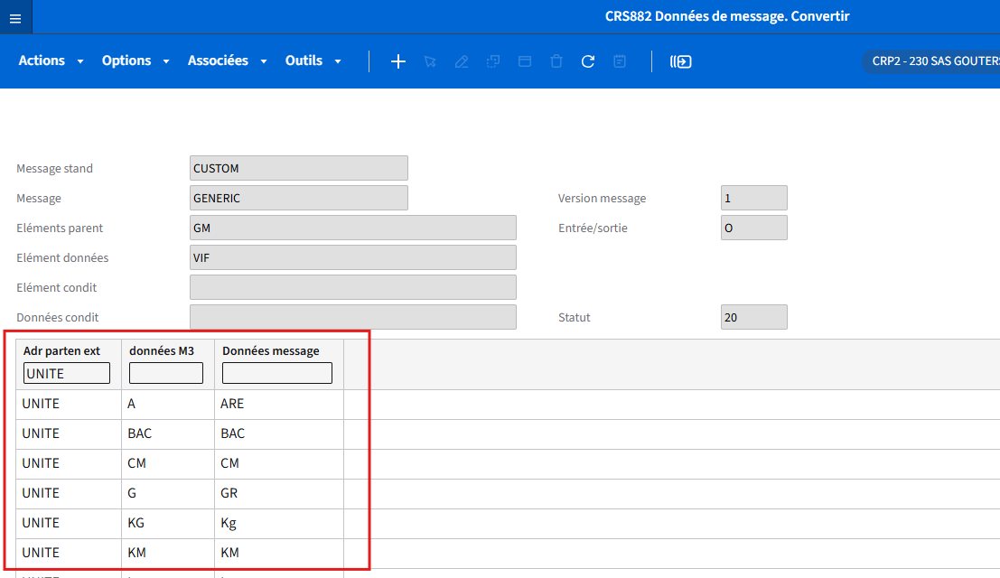 CRS882 Données de message. Convertir
Actions Options Associées Outils CRP2 - 230 SAS GOUTERS
Message stand CUSTOM
Message GENERIC Version message 1
Eléments parent GM Entrée/sortie O
Elément données VIF
Elément condit
Données condit Statut 20
Adr parten ext données M3 Données message
UNITE
UNITE A ARE
UNITE BAC BAC
UNITE CM CM
UNITE G GR
UNITE KG Kg
UNITE KM KM